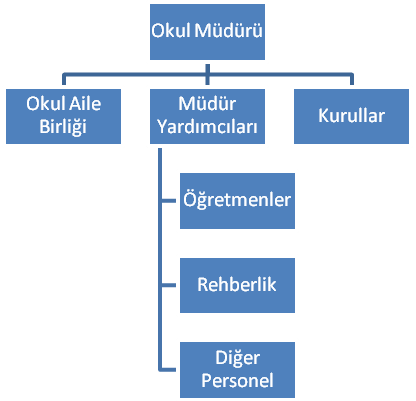 Okul Müdürü
Okul Aile
Birliği
Müdür
Yardımcıları
Kurullar
Öğretmenler
Rehberlik
Diğer
Personel